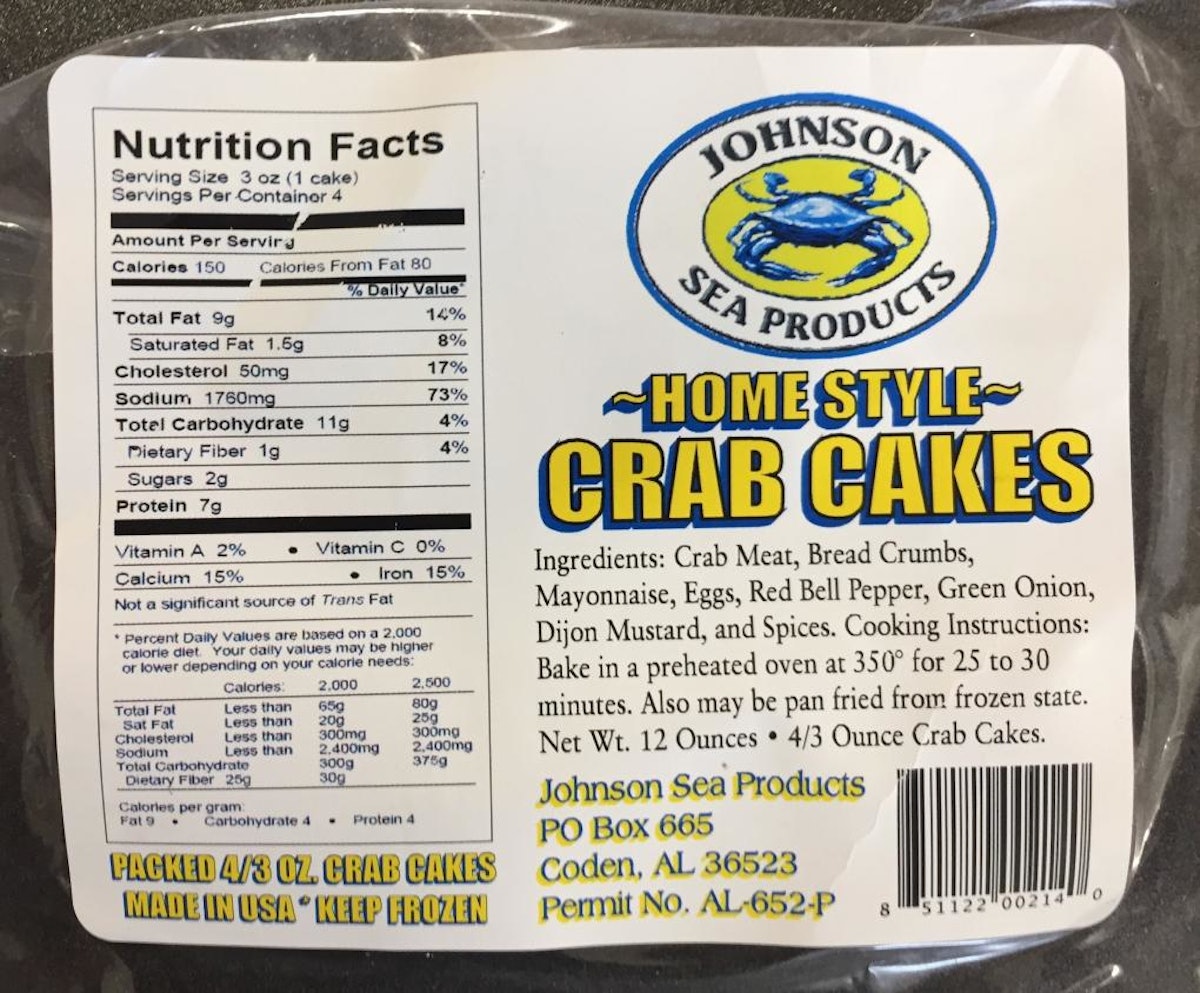 Nutrition Facts
Serving Size 3 oz (1 cake)
Servings Per Container 4
Amount Per Serving
Calories 150 Calories From Fat 80
% Daily Value*
Total Fat 9g 14%
Saturated Fat 1.5g 8%
Cholesterol 50mg 17%
Sodium 1760mg 73%
Total Carbohydrate 11g 4%
Dietary Fiber 1g 4%
Sugars 2g
Protein 7g
Vitamin A 2% • Vitamin C 0%
Calcium 15% • Iron 15%
Not a significant source of Trans Fat
* Percent Daily Values are based on a 2,000
calorie diet. Your daily values may be higher
or lower depending on your calorie needs:
Calories: 2,000 2,500
Total Fat Less than 65g 80g
Sat Fat Less than 20g 25g
Cholesterol Less than 300mg 300mg
Sodium Less than 2,400mg 2,400mg
Total Carbohydrate 300g 375g
Dietary Fiber 25g 30g
Calories per gram:
Fat 9 • Carbohydrate 4 • Protein 4
PACKED 4/3 OZ. CRAB CAKES
MADE IN USA * KEEP FROZEN
JOHNSON
SEA PRODUCTS
~HOME STYLE~
CRAB CAKES
Ingredients: Crab Meat, Bread Crumbs,
Mayonnaise, Eggs, Red Bell Pepper, Green Onion,
Dijon Mustard, and Spices. Cooking Instructions:
Bake in a preheated oven at 350° for 25 to 30
minutes. Also may be pan fried from frozen state.
Net Wt. 12 Ounces • 4/3 Ounce Crab Cakes.
Johnson Sea Products
PO Box 665
Coden, AL 36523
Permit No. AL-652-P
8 51122 00214 0